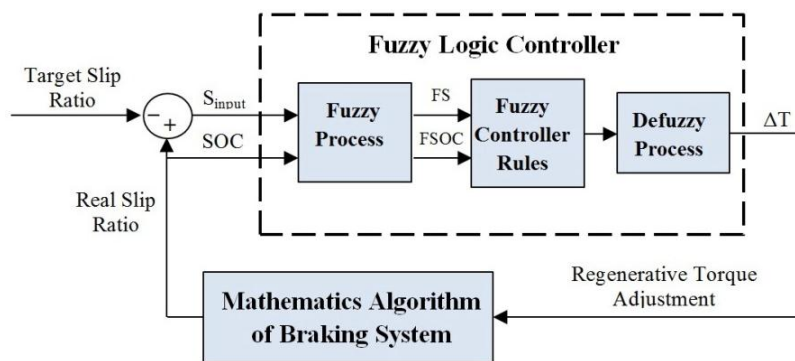 Fuzzy Logic Controller
Target Slip
Ratio
−
+
S_input
SOC
Fuzzy
Process
FS
FSOC
Fuzzy
Controller
Rules
Defuzzy
Process
ΔT
Real Slip
Ratio
Mathematics Algorithm
of Braking System
Regenerative Torque
Adjustment